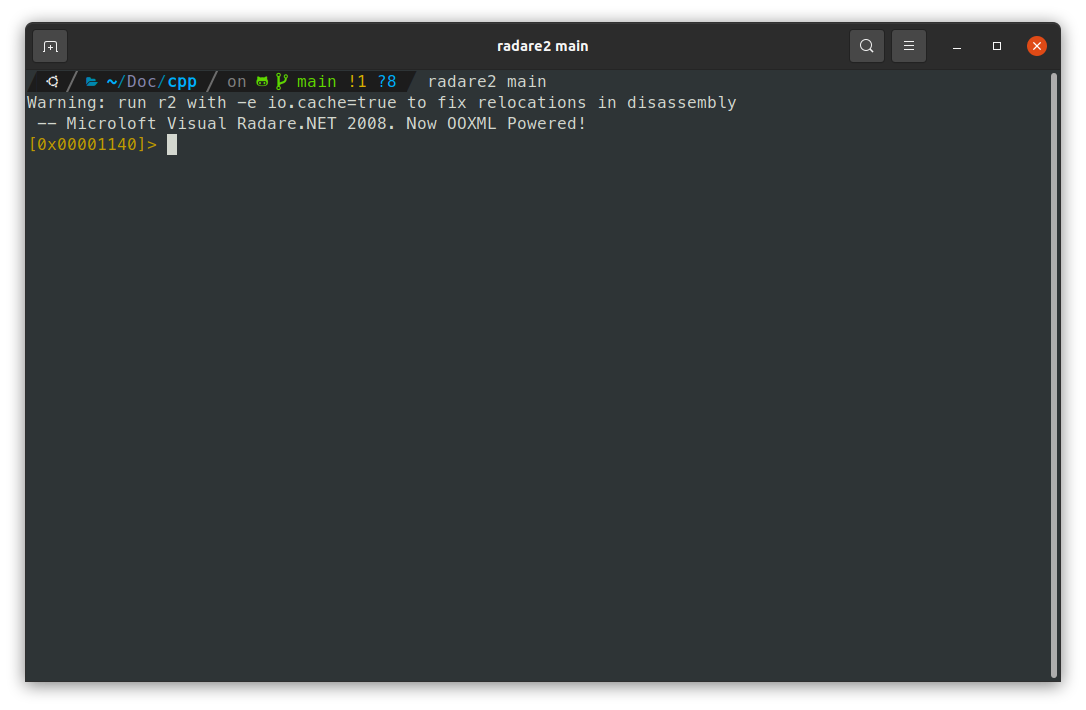 radare2 main
~/Doc/cpp on main !1 ?8 radare2 main
Warning: run r2 with -e io.cache=true to fix relocations in disassembly
-- Microloft Visual Radare.NET 2008. Now OOXML Powered!
[0x00001140]>